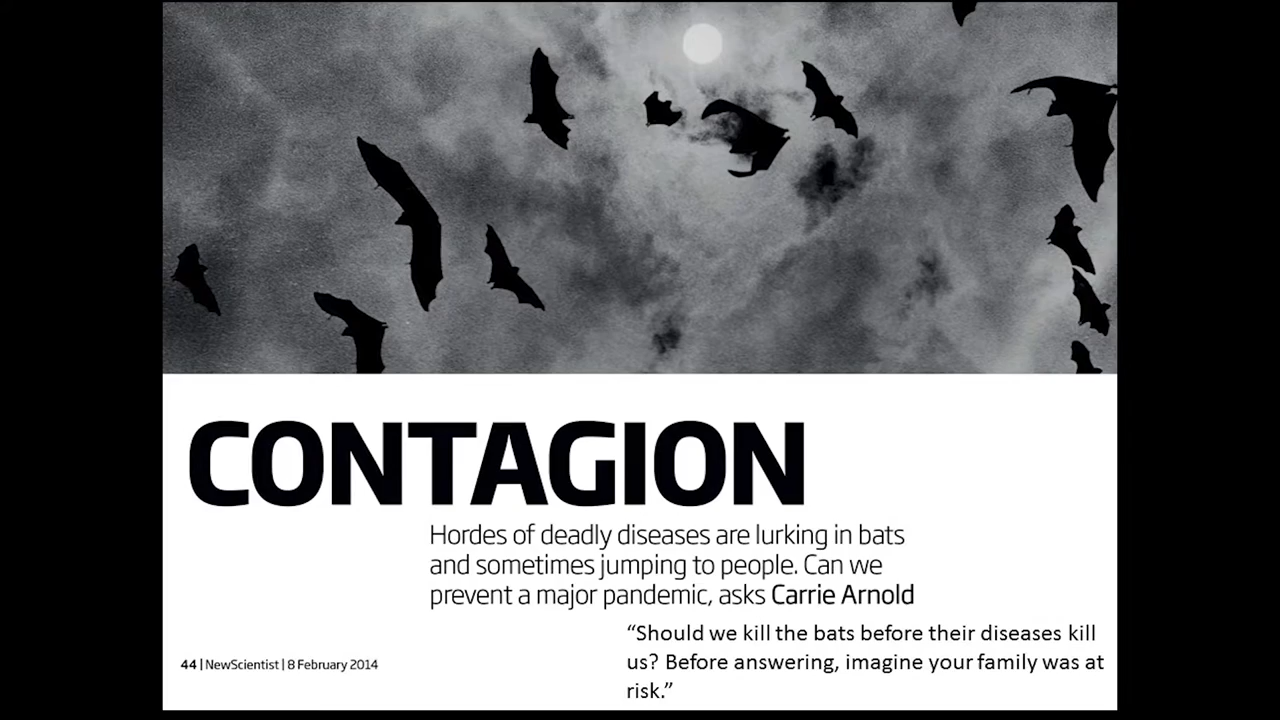 CONTAGION
Hordes of deadly diseases are lurking in bats
and sometimes jumping to people. Can we
prevent a major pandemic, asks Carrie Arnold
“Should we kill the bats before their diseases kill
us? Before answering, imagine your family was at
risk.”
44 | NewScientist | 8 February 2014